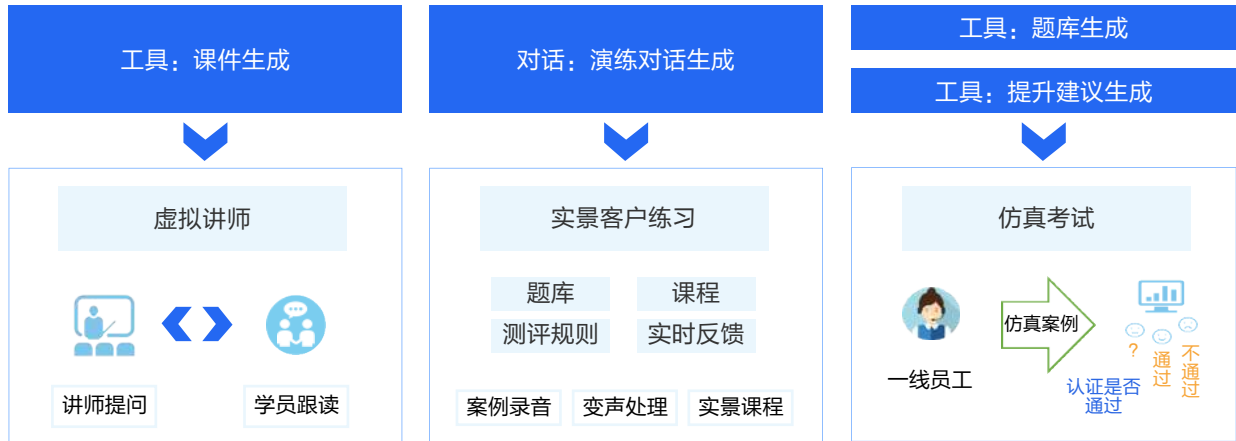 工具：课件生成
虚拟讲师
讲师提问
学员跟读
对话：演练对话生成
实景客户练习
题库
课程
测评规则
实时反馈
案例录音
变声处理
实景课程
工具：题库生成
工具：提升建议生成
仿真考试
一线员工
仿真案例
?
通过
不通过
认证是否
通过